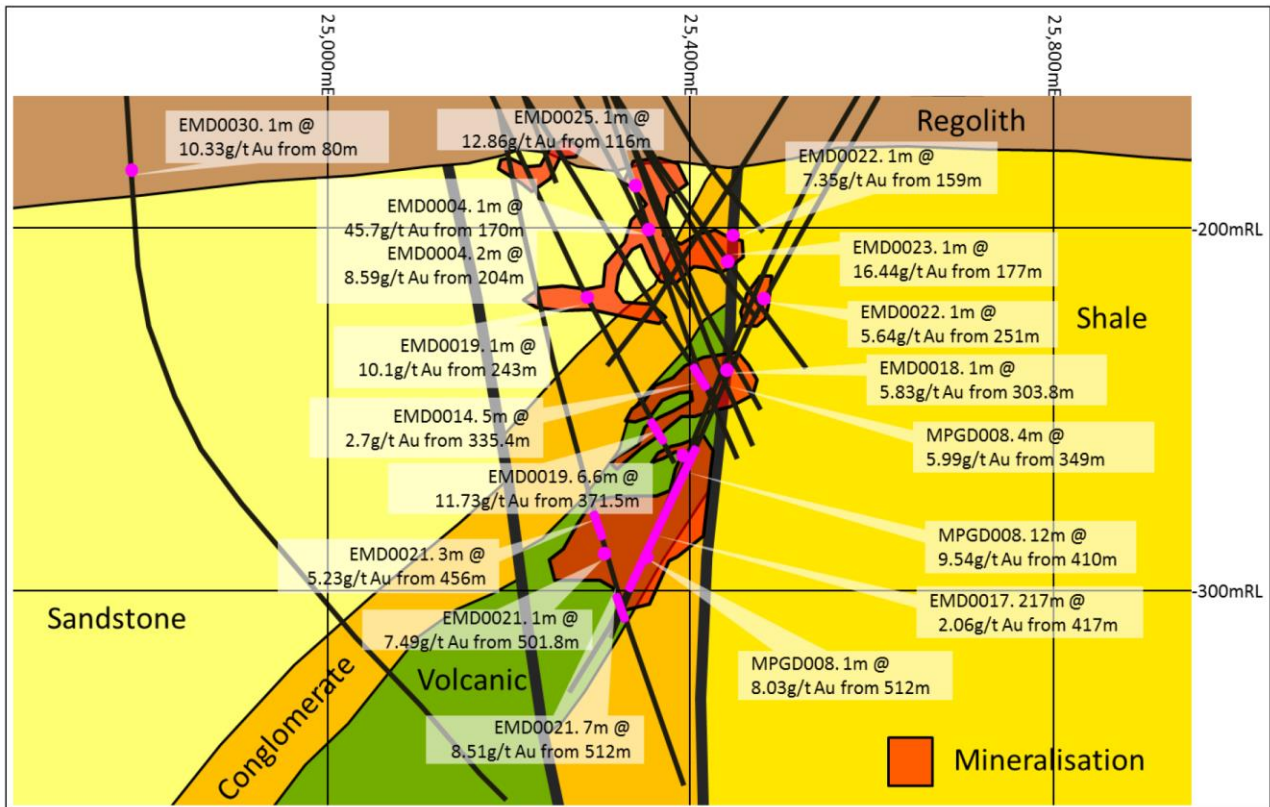 25,000mE
25,400mE
25,800mE
EMD0030. 1m @
10.33g/t Au from 80m
EMD0025. 1m @
12.86g/t Au from 116m
Regolith
EMD0022. 1m @
7.35g/t Au from 159m
EMD0004. 1m @
45.7g/t Au from 170m
EMD0004. 2m @
8.59g/t Au from 204m
-200mRL
EMD0023. 1m @
16.44g/t Au from 177m
EMD0022. 1m @
5.64g/t Au from 251m
Shale
EMD0019. 1m @
10.1g/t Au from 243m
EMD0018. 1m @
5.83g/t Au from 303.8m
EMD0014. 5m @
2.7g/t Au from 335.4m
MPGD008. 4m @
5.99g/t Au from 349m
EMD0019. 6.6m @
11.73g/t Au from 371.5m
MPGD008. 12m @
9.54g/t Au from 410m
EMD0021. 3m @
5.23g/t Au from 456m
-300mRL
EMD0017. 217m @
2.06g/t Au from 417m
Sandstone
EMD0021. 1m @
7.49g/t Au from 501.8m
MPGD008. 1m @
8.03g/t Au from 512m
Volcanic
Conglomerate
EMD0021. 7m @
8.51g/t Au from 512m
Mineralisation